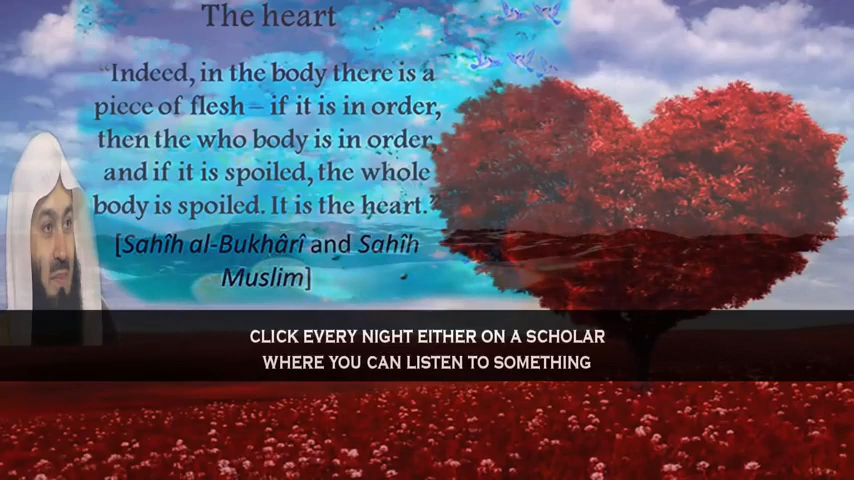 The heart
"Indeed, in the body there is a
piece of flesh – if it is in order,
then the who body is in order,
and if it is spoiled, the whole
body is spoiled. It is the heart."
[Sahîh al-Bukhârî and Sahîh
Muslim]
CLICK EVERY NIGHT EITHER ON A SCHOLAR
WHERE YOU CAN LISTEN TO SOMETHING